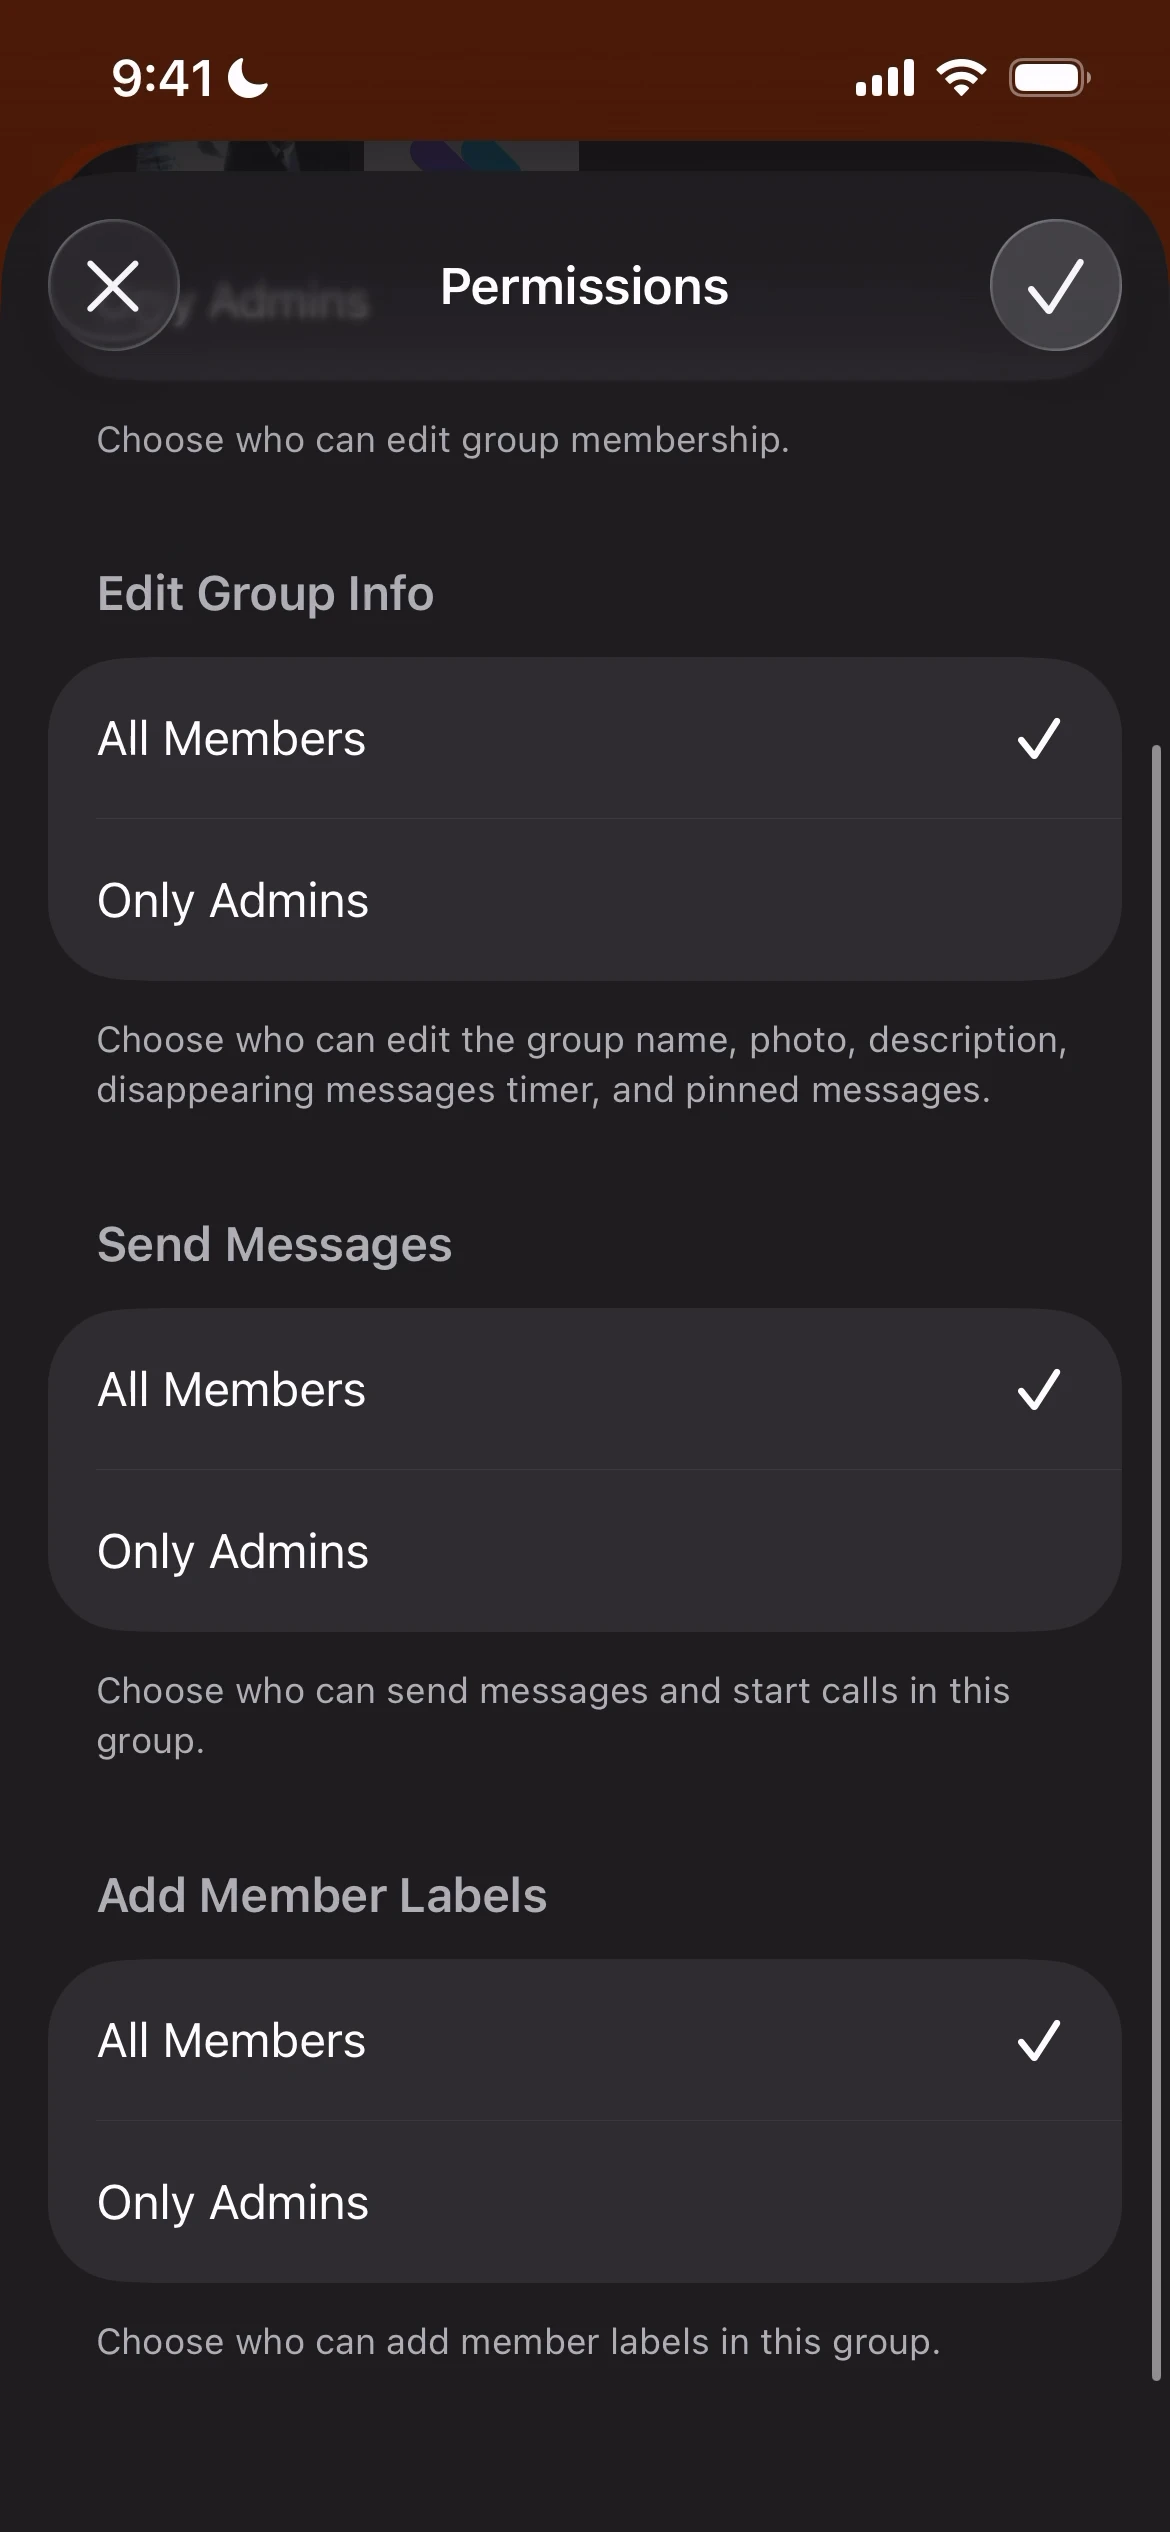 9:41
Permissions
Only Admins
Choose who can edit group membership.
Edit Group Info
All Members
Only Admins
Choose who can edit the group name, photo, description,
disappearing messages timer, and pinned messages.
Send Messages
All Members
Only Admins
Choose who can send messages and start calls in this
group.
Add Member Labels
All Members
Only Admins
Choose who can add member labels in this group.